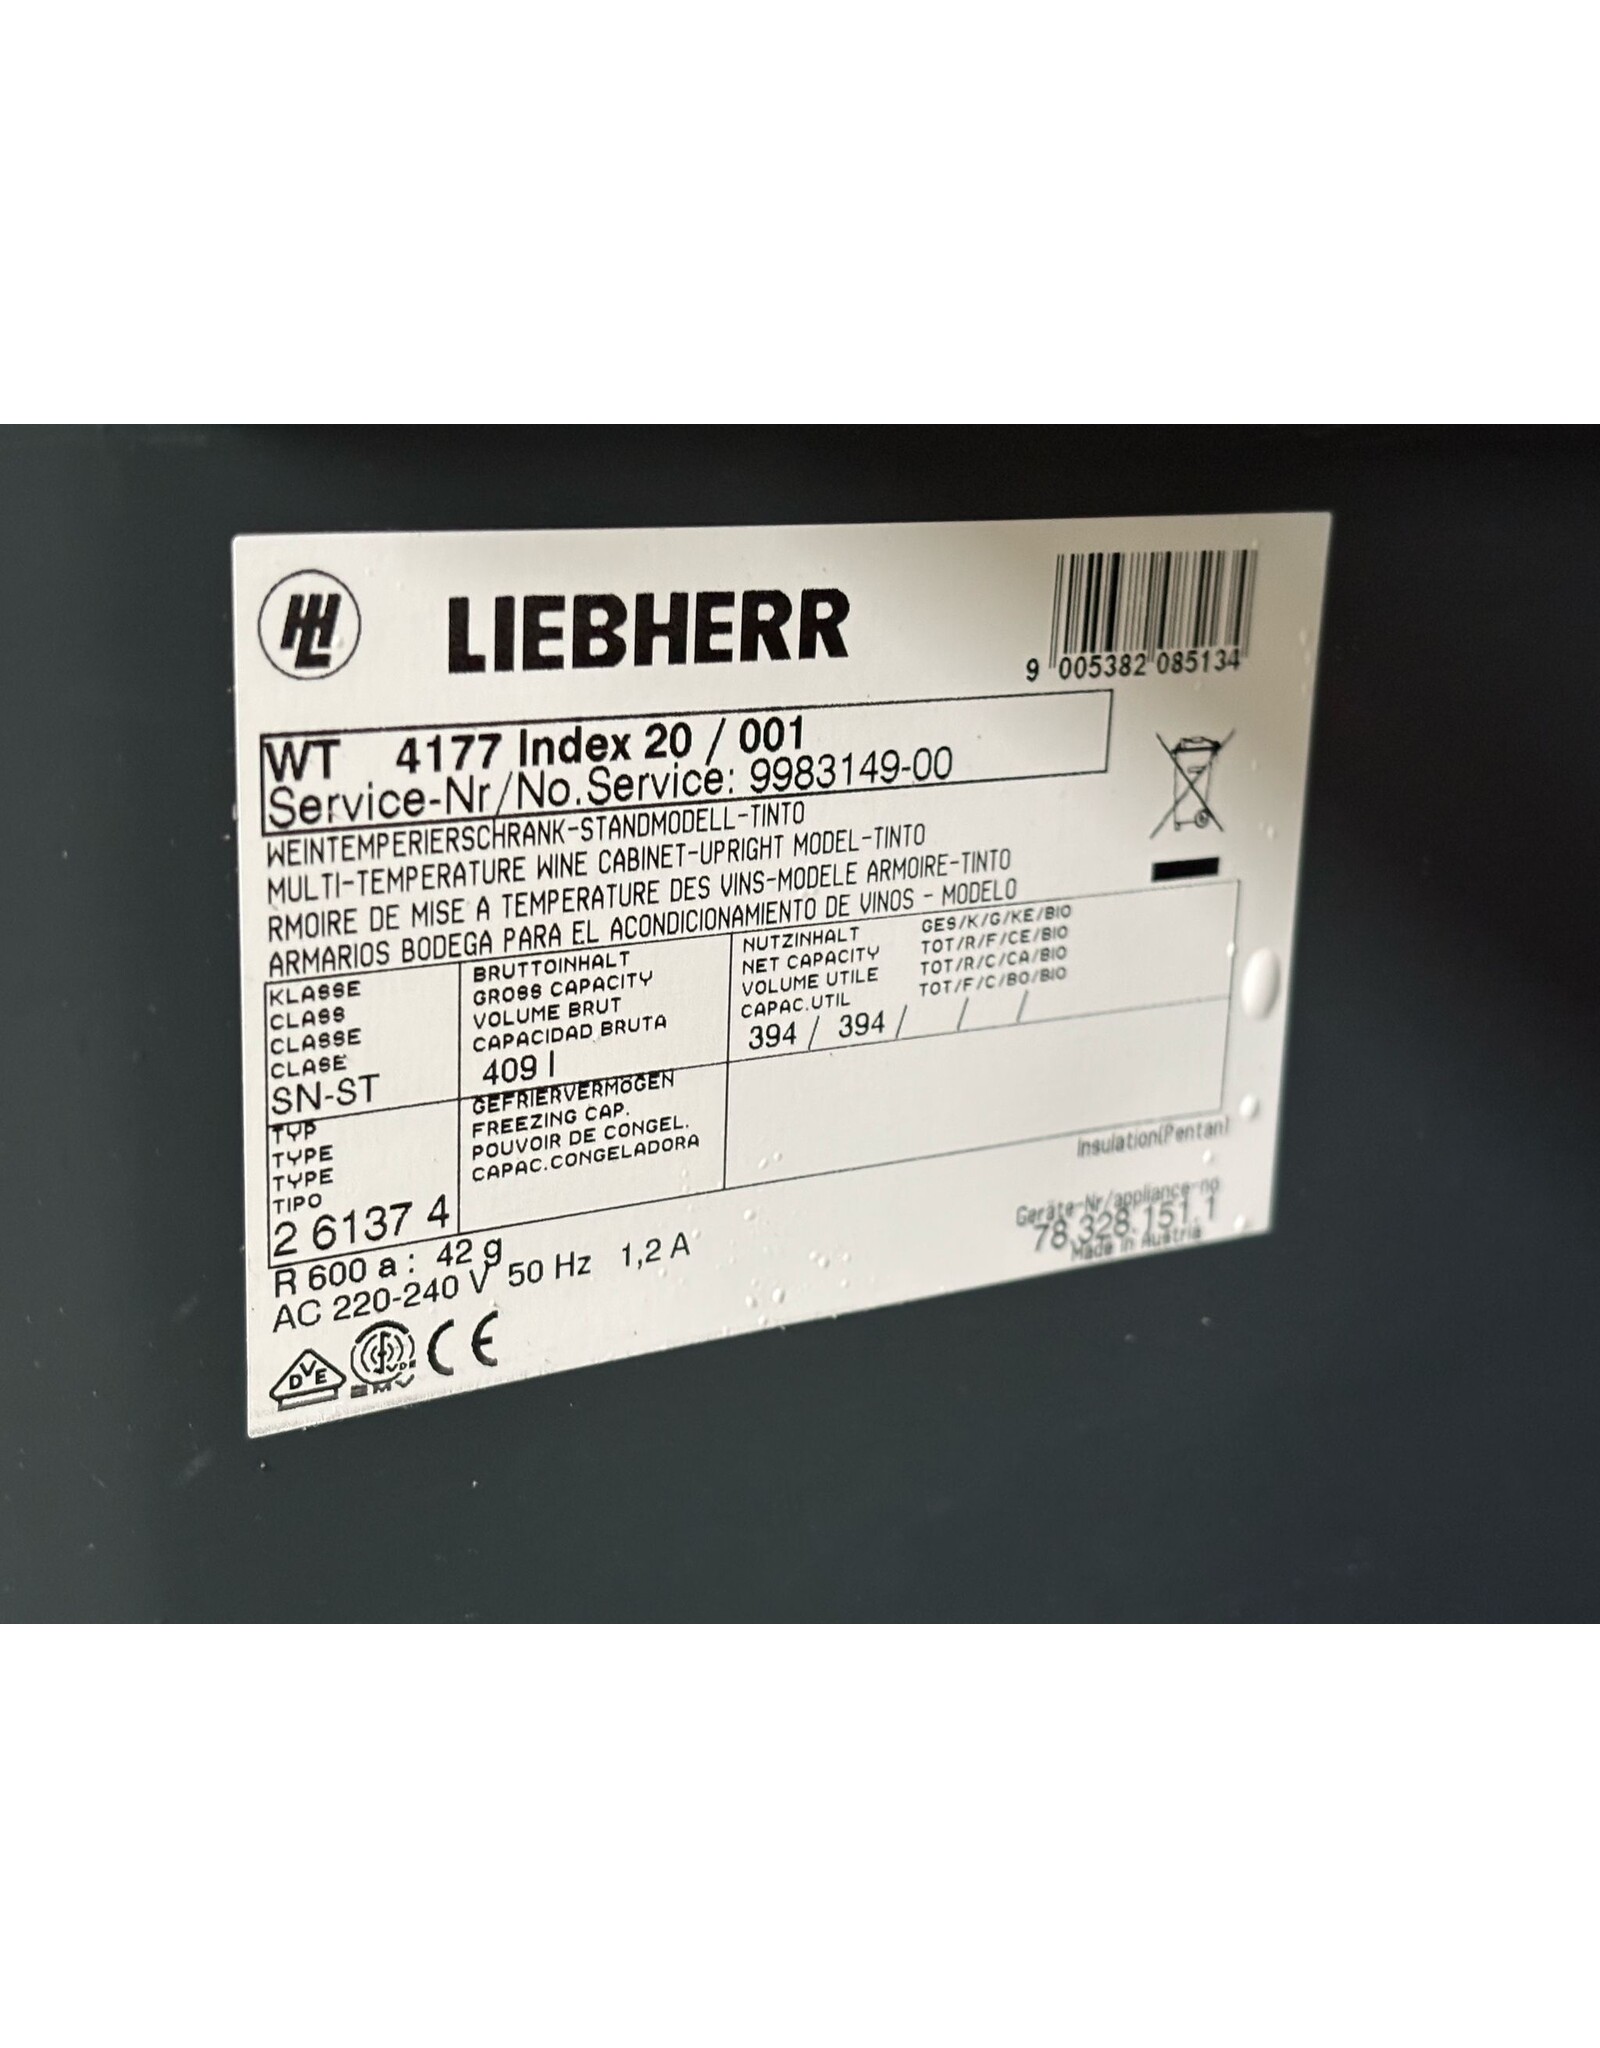 HL
LIEBHERR
9 005382 085134
WT 4177 Index 20 / 001
Service-Nr/No.Service: 9983149-00
WEINTEMPERIERSCHRANK-STANDMODELL-TINTO
MULTI-TEMPERATURE WINE CABINET-UPRIGHT MODEL-TINTO
RMOIRE DE MISE A TEMPERATURE DES VINS-MODELE ARMOIRE-TINTO
ARMARIOS BODEGA PARA EL ACONDICIONAMIENTO DE VINOS - MODELO
KLASSE
CLASS
CLASSE
CLASE
SN-ST
BRUTTOINHALT
GROSS CAPACITY
VOLUME BRUT
CAPACIDAD BRUTA
409 l
NUTZINHALT GES/K/G/KE/BIO
NET CAPACITY TOT/R/F/CE/BIO
VOLUME UTILE TOT/R/C/CA/BIO
CAPAC.UTIL TOT/F/C/BO/BIO
394 / 394 / / /
TYP
TYPE
TYPE
TIPO
2 6137 4
GEFRIERVERMÖGEN
FREEZING CAP.
POUVOIR DE CONGEL.
CAPAC.CONGELADORA
Insulation(Pentan)
R 600 a : 42 g
AC 220-240 V 50 Hz 1,2 A
Geräte-Nr/appliance-no
78.328.151.1
Made in Austria
DVE
VDE
EMV
CE